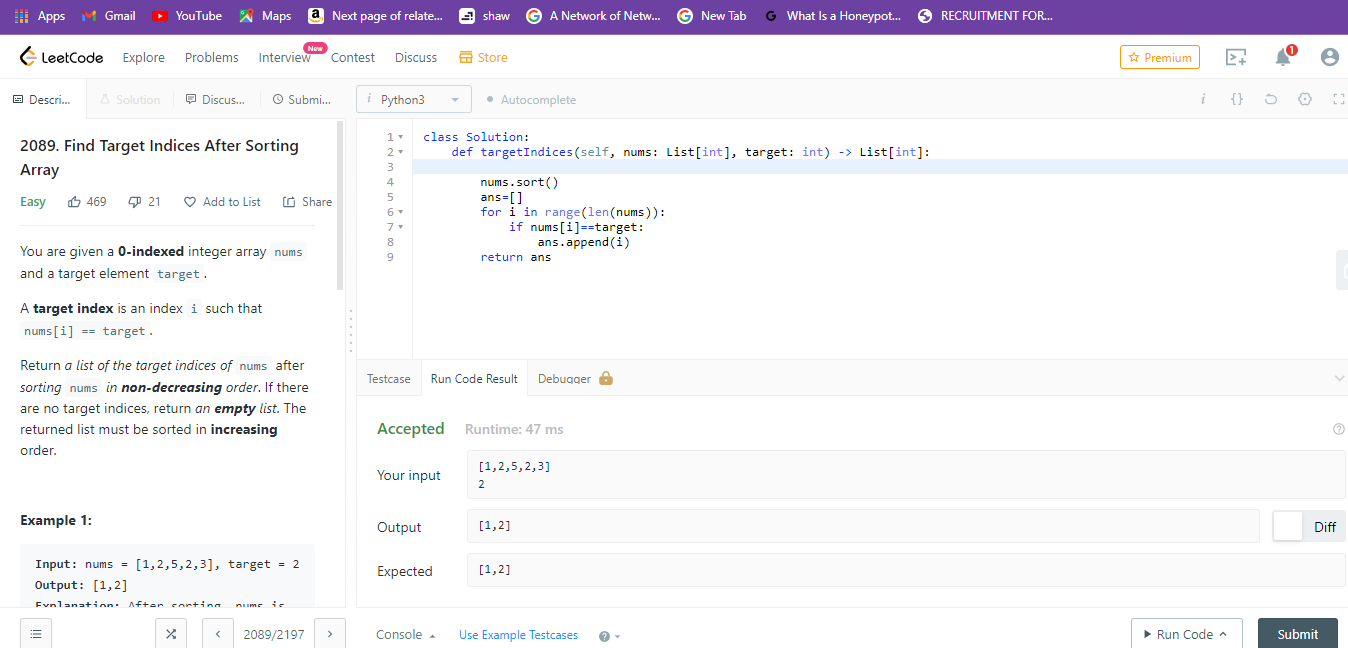 Apps Gmail YouTube Maps Next page of relate... shaw A Network of Netw... New Tab What Is a Honeypot... RECRUITMENT FOR...
LeetCode Explore Problems Interview New Contest Discuss Store Premium 1
Descri... Solution Discus... Submi... i Python3 Autocomplete i {}
2089. Find Target Indices After Sorting
Array
Easy 469 21 Add to List Share
You are given a 0-indexed integer array nums
and a target element target.
A target index is an index i such that
nums[i] == target.
Return a list of the target indices of nums after
sorting nums in non-decreasing order. If there
are no target indices, return an empty list. The
returned list must be sorted in increasing
order.
Example 1:
Input: nums = [1,2,5,2,3], target = 2
Output: [1,2]
Explanation: After sorting, nums is
2089/2197
1 class Solution:
2 def targetIndices(self, nums: List[int], target: int) -> List[int]:
3
4 nums.sort()
5 ans=[]
6 for i in range(len(nums)):
7 if nums[i]==target:
8 ans.append(i)
9 return ans
Testcase Run Code Result Debugger
Accepted Runtime: 47 ms
Your input
[1,2,5,2,3]
2
Output [1,2] Diff
Expected [1,2]
Console Use Example Testcases Run Code Submit